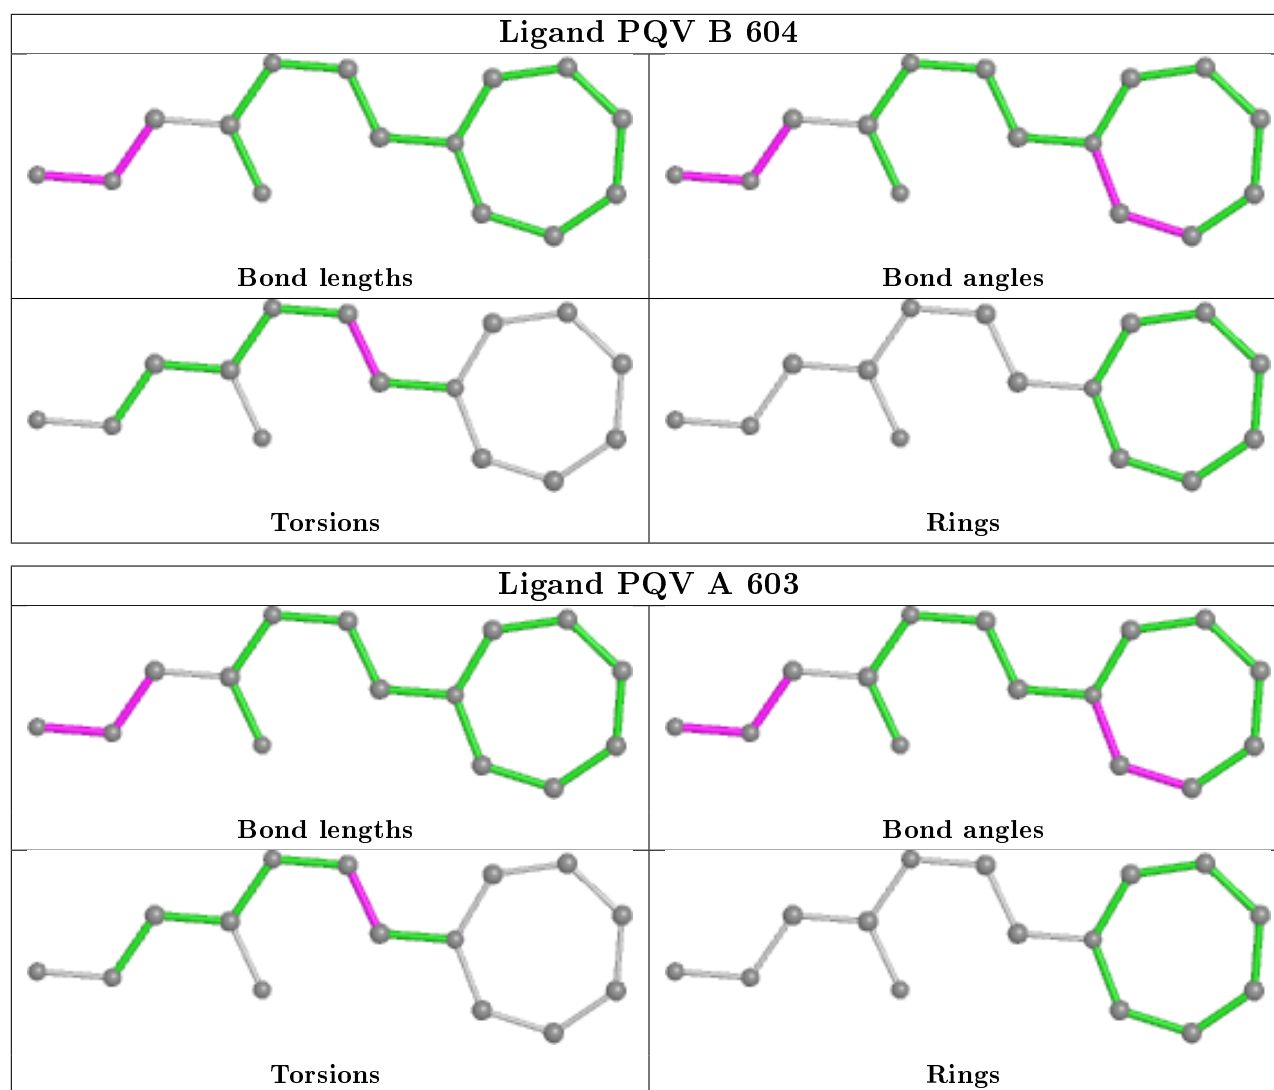 Ligand PQV B 604
Bond lengths
Bond angles
Torsions
Rings
Ligand PQV A 603
Bond lengths
Bond angles
Torsions
Rings